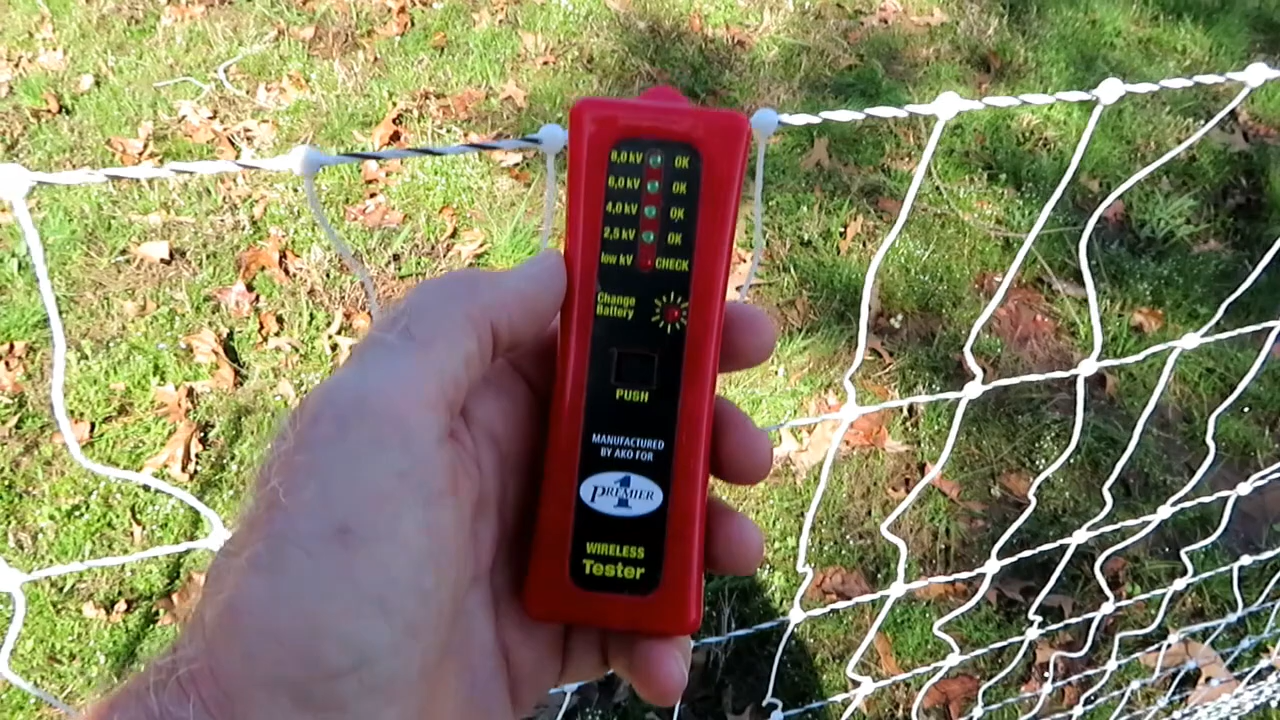 8,0 kV OK
6,0 kV OK
4,0 kV OK
2,5 kV OK
low kV CHECK
Change
Battery
PUSH
MANUFACTURED
BY AKO FOR
PREMIER 1
WIRELESS
Tester